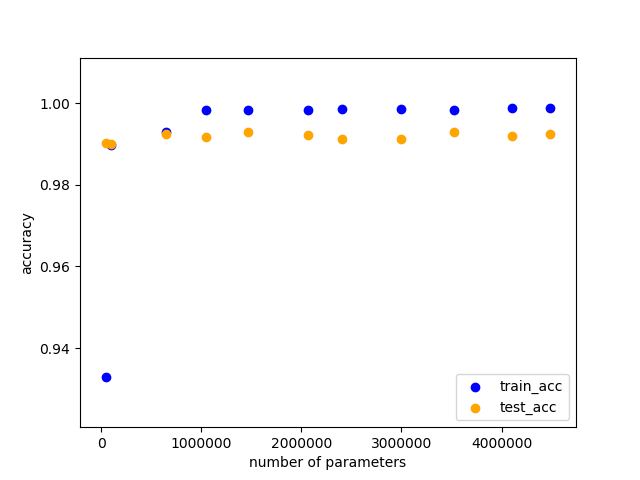 1.00
0.98
0.96
0.94
accuracy
0 1000000 2000000 3000000 4000000
number of parameters
train_acc
test_acc